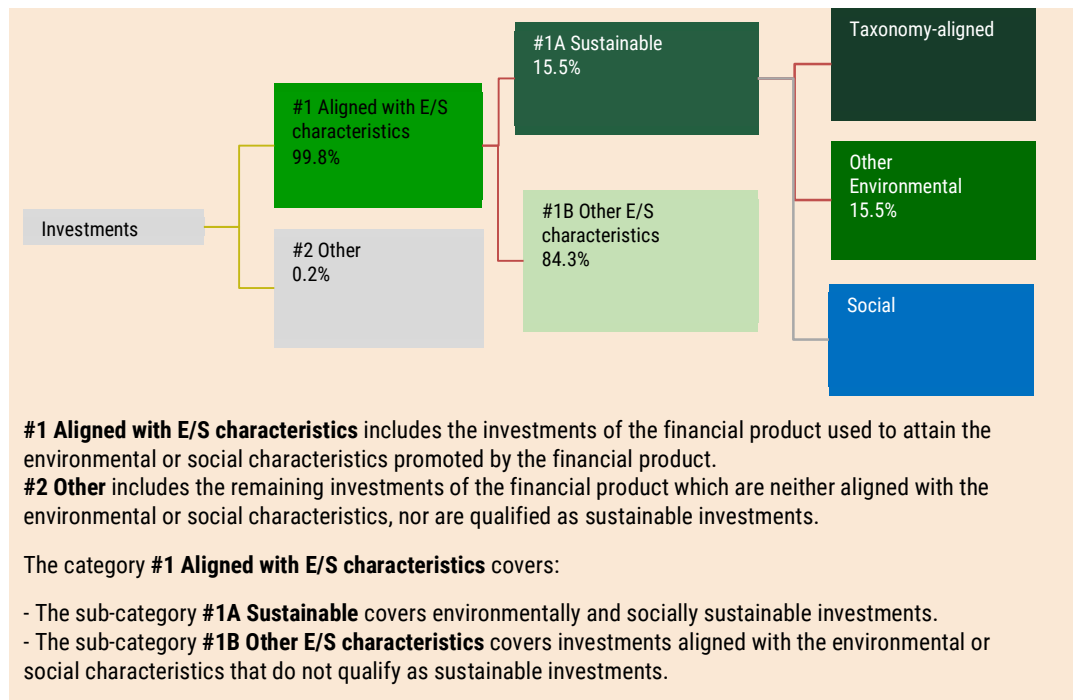 Investments
#1 Aligned with E/S
characteristics
99.8%
#2 Other
0.2%
#1A Sustainable
15.5%
#1B Other E/S
characteristics
84.3%
Taxonomy-aligned
Other
Environmental
15.5%
Social
#1 Aligned with E/S characteristics includes the investments of the financial product used to attain the
environmental or social characteristics promoted by the financial product.
#2 Other includes the remaining investments of the financial product which are neither aligned with the
environmental or social characteristics, nor are qualified as sustainable investments.
The category #1 Aligned with E/S characteristics covers:
- The sub-category #1A Sustainable covers environmentally and socially sustainable investments.
- The sub-category #1B Other E/S characteristics covers investments aligned with the environmental or
social characteristics that do not qualify as sustainable investments.